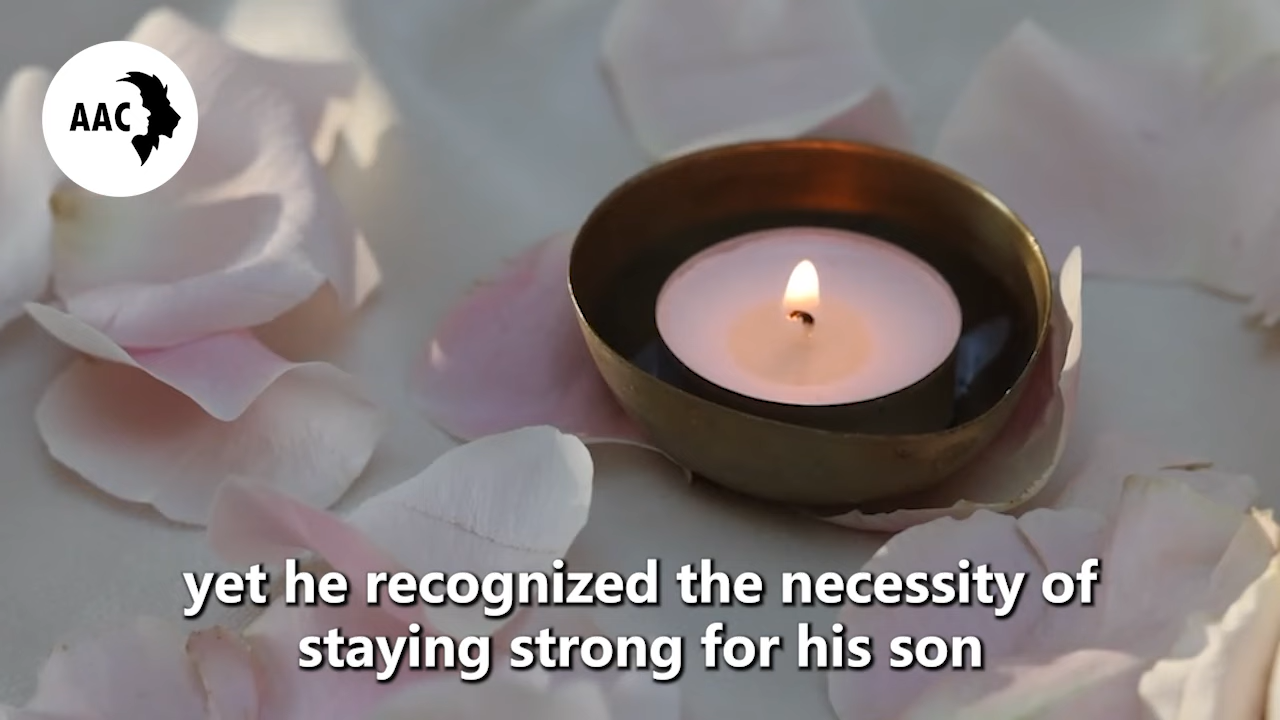 AAC
yet he recognized the necessity of
staying strong for his son